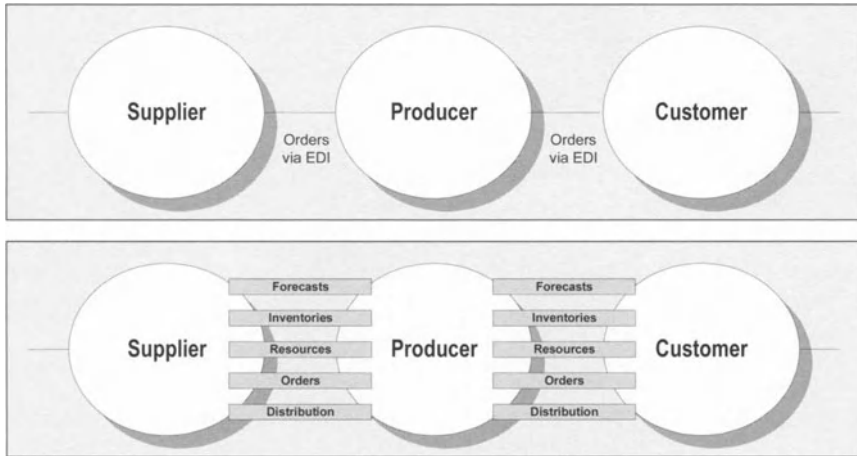 Supplier
Producer
Customer
Orders
via EDI
Orders
via EDI
Forecasts
Forecasts
Inventories
Inventories
Supplier
Resources
Producer
Resources
Customer
Orders
Orders
Distribution
Distribution